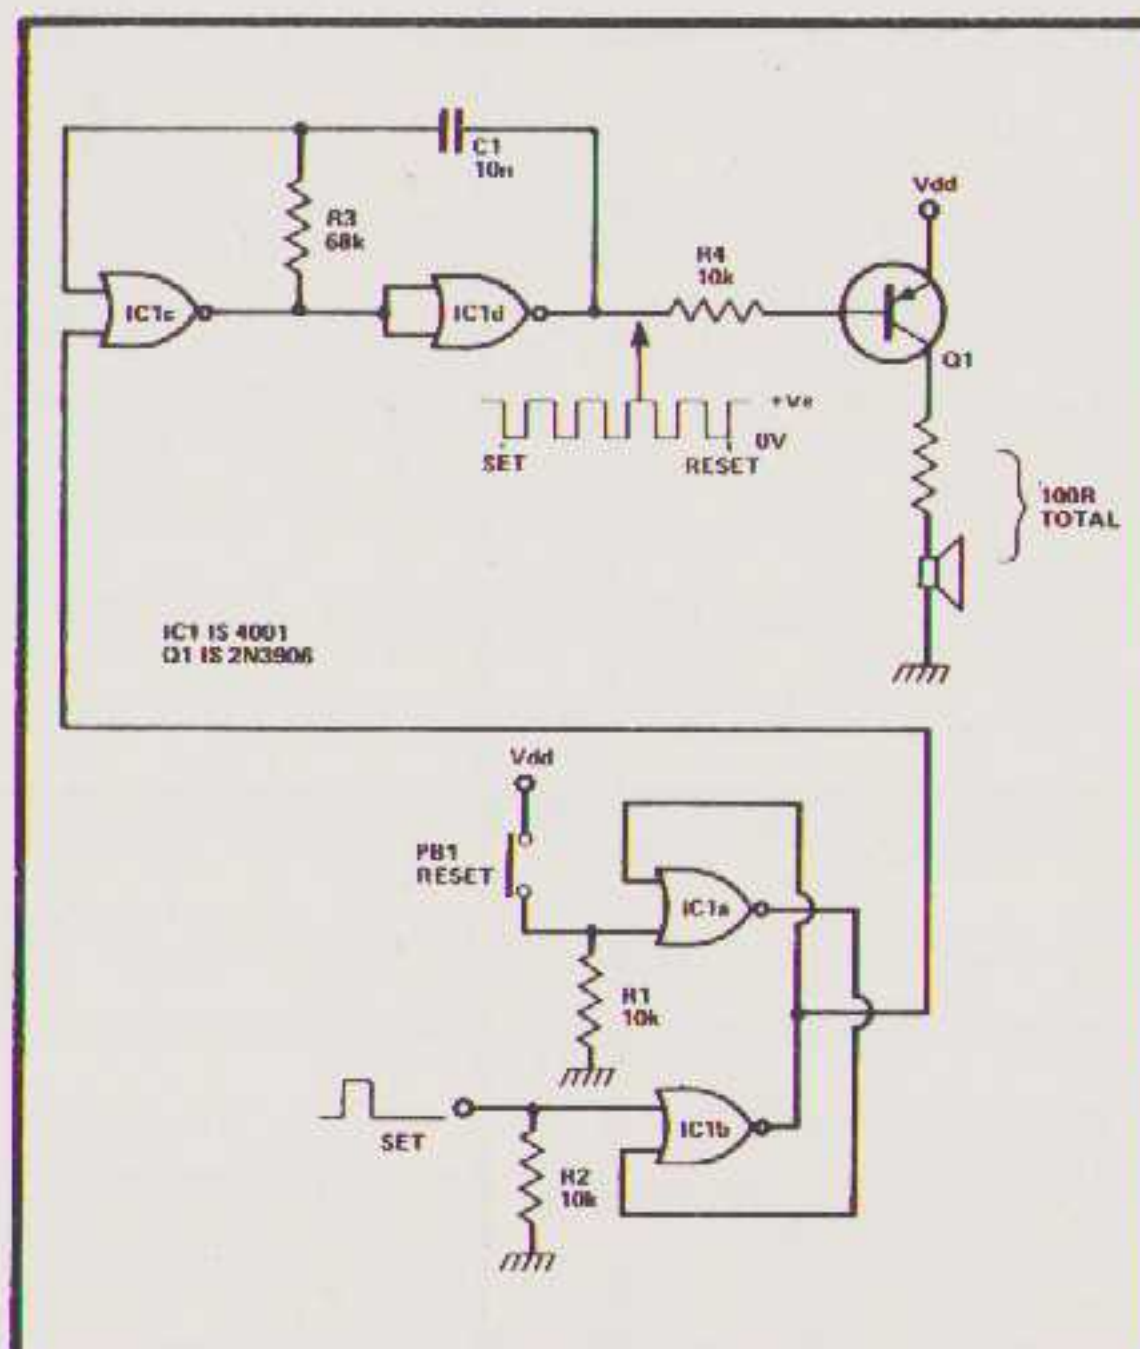 C1
10n
R3
68k
Vdd
R4
10k
IC1c
IC1d
Q1
+Ve
0V
SET
RESET
100R
TOTAL
IC1 IS 4001
Q1 IS 2N3906
Vdd
PB1
RESET
IC1a
R1
10k
SET
IC1b
R2
10k